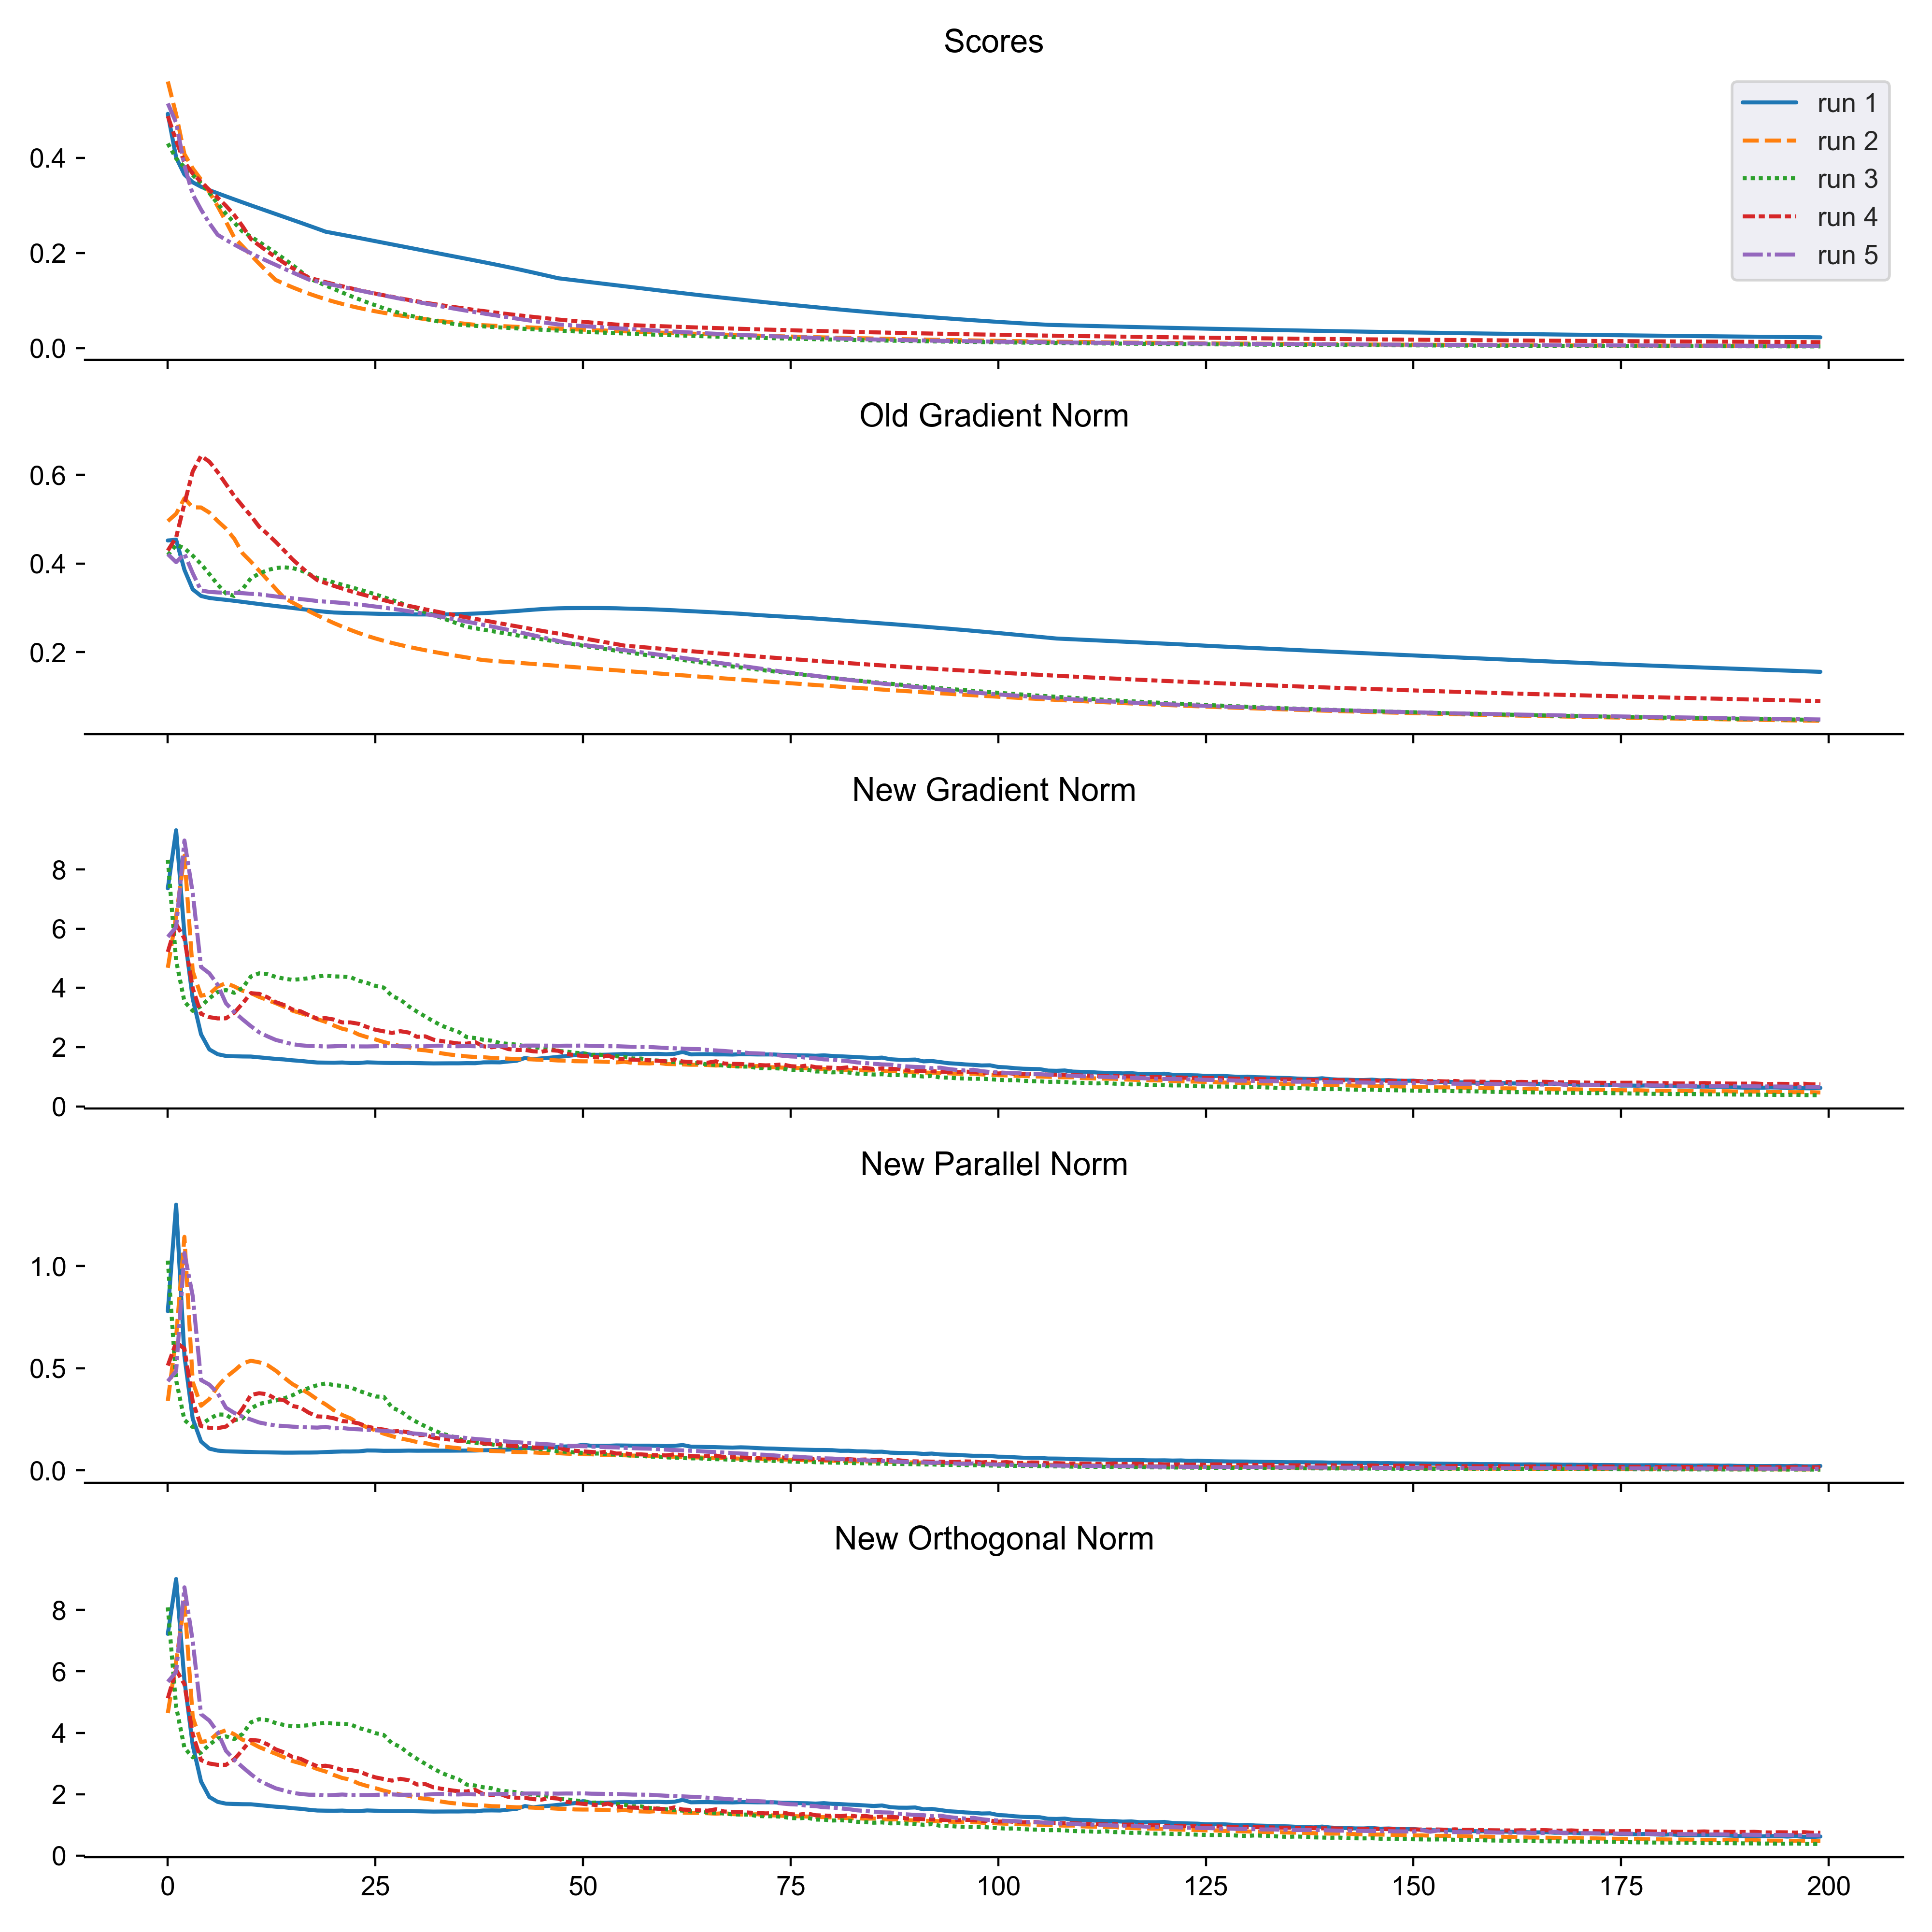 Scores
run 1
run 2
run 3
run 4
run 5
0.4
0.2
0.0
Old Gradient Norm
0.6
0.4
0.2
New Gradient Norm
8
6
4
2
0
New Parallel Norm
1.0
0.5
0.0
New Orthogonal Norm
8
6
4
2
0
0 25 50 75 100 125 150 175 200